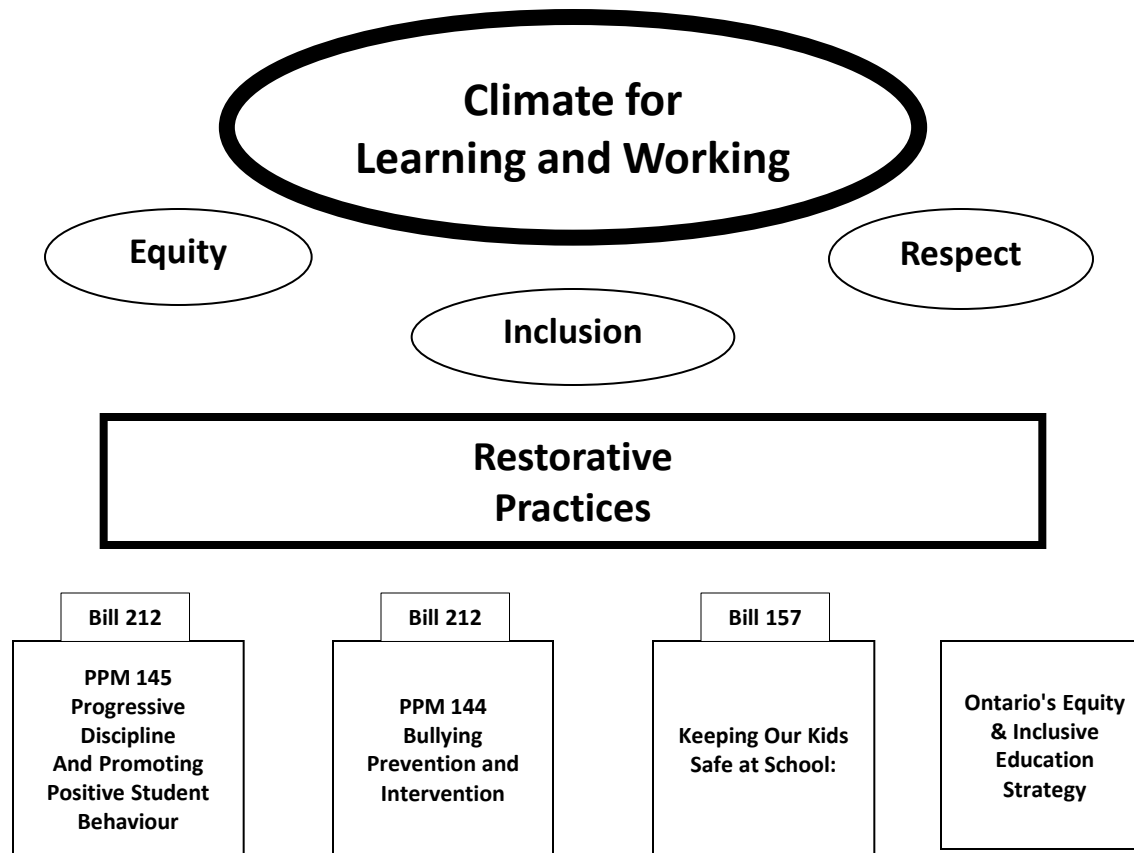 Climate for
Learning and Working
Equity
Respect
Inclusion
Restorative
Practices
Bill 212
PPM 145
Progressive
Discipline
And Promoting
Positive Student
Behaviour
Bill 212
PPM 144
Bullying
Prevention and
Intervention
Bill 157
Keeping Our Kids
Safe at School:
Ontario's Equity
& Inclusive
Education
Strategy